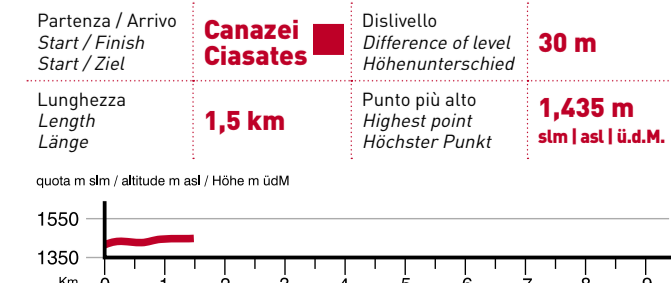 Partenza / Arrivo
Start / Finish
Start / Ziel
Canazei
Ciasates
Dislivello
Difference of level
Höhenunterschied
30 m
Lunghezza
Length
Länge
1,5 km
Punto più alto
Highest point
Höchster Punkt
1,435 m
slm | asl | ü.d.M.
quota m slm / altitude m asl / Höhe m üdM
1550
1350
Km 0 1 2 3 4 5 6 7 8 9